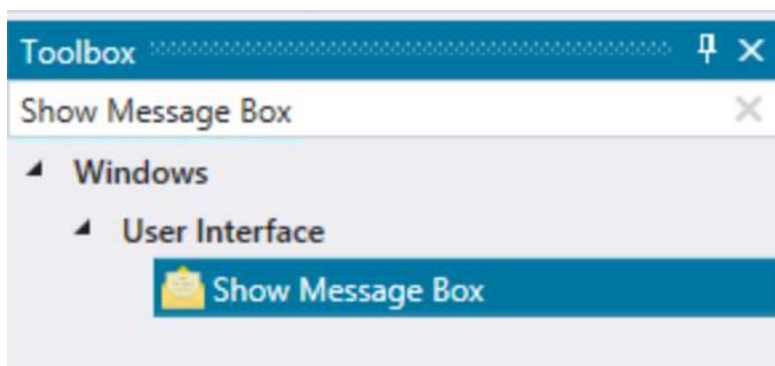 Toolbox
Show Message Box
Windows
User Interface
Show Message Box